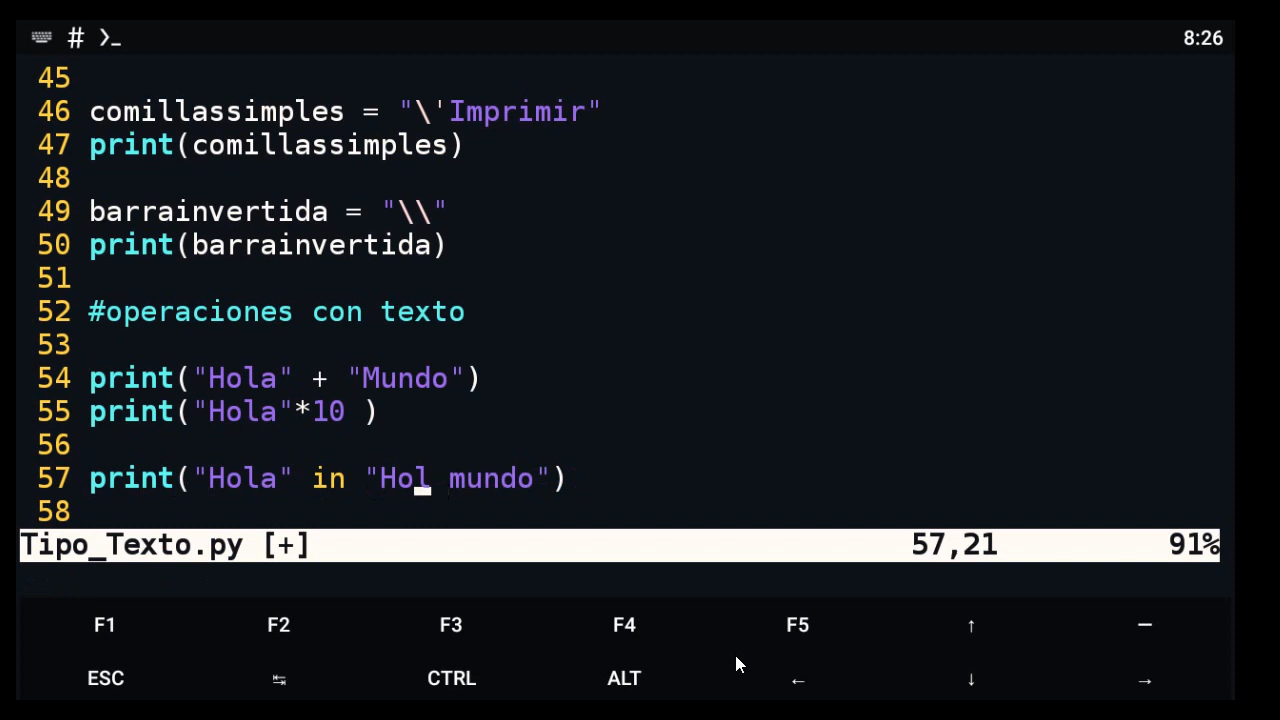 # ❯_ 8:26
45
46 comillassimples = "\'Imprimir"
47 print(comillassimples)
48
49 barrainvertida = "\\"
50 print(barrainvertida)
51
52 #operaciones con texto
53
54 print("Hola" + "Mundo")
55 print("Hola"*10 )
56
57 print("Hola" in "Hol mundo")
58
Tipo_Texto.py [+] 57,21 91%
F1 F2 F3 F4 F5 ↑ —
ESC ↹ CTRL ALT ← ↓ →